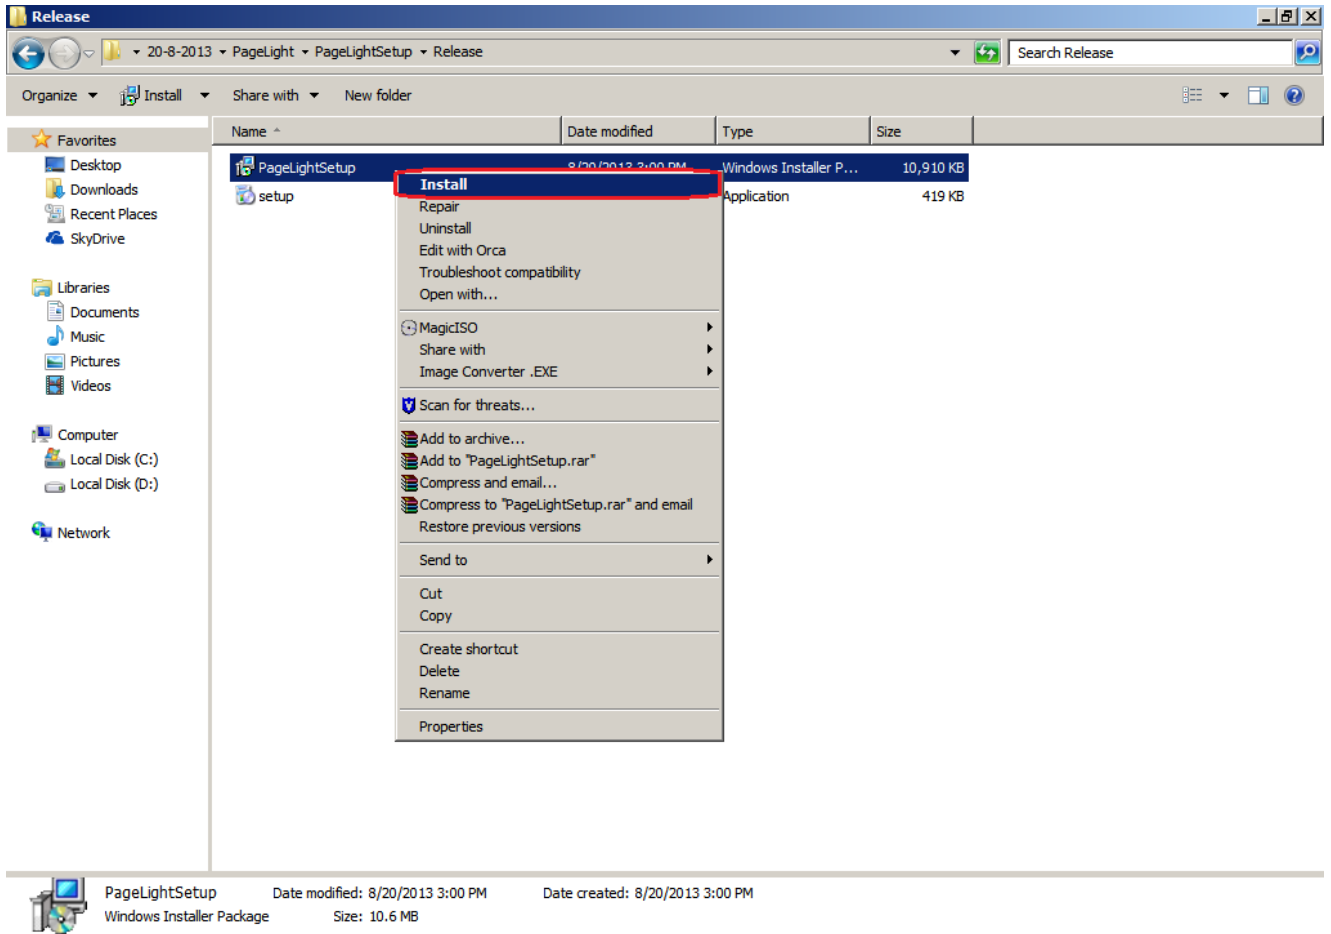 Release
20-8-2013 PageLight PageLightSetup Release Search Release
Organize Install Share with New folder
Name Date modified Type Size
Favorites
Desktop
Downloads
Recent Places
SkyDrive
Libraries
Documents
Music
Pictures
Videos
Computer
Local Disk (C:)
Local Disk (D:)
Network
PageLightSetup 8/20/2013 3:00 PM Windows Installer P... 10,910 KB
setup Application 419 KB
Install
Repair
Uninstall
Edit with Orca
Troubleshoot compatibility
Open with...
MagicISO
Share with
Image Converter .EXE
Scan for threats...
Add to archive...
Add to "PageLightSetup.rar"
Compress and email...
Compress to "PageLightSetup.rar" and email
Restore previous versions
Send to
Cut
Copy
Create shortcut
Delete
Rename
Properties
PageLightSetup Date modified: 8/20/2013 3:00 PM Date created: 8/20/2013 3:00 PM
Windows Installer Package Size: 10.6 MB